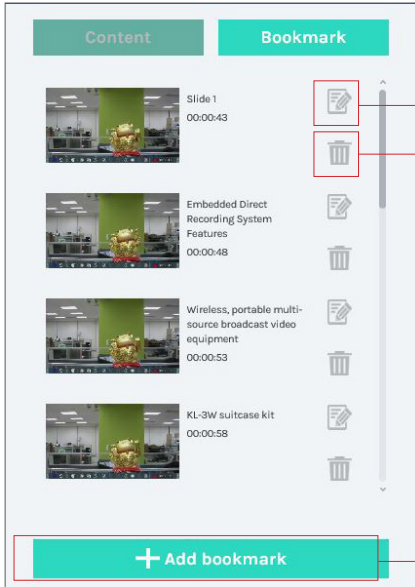 Content
Bookmark
Slide 1
00:00:43
Embedded Direct
Recording System
Features
00:00:48
Wireless, portable multi-
source broadcast video
equipment
00:00:53
KL-3W suitcase kit
00:00:58
Add bookmark